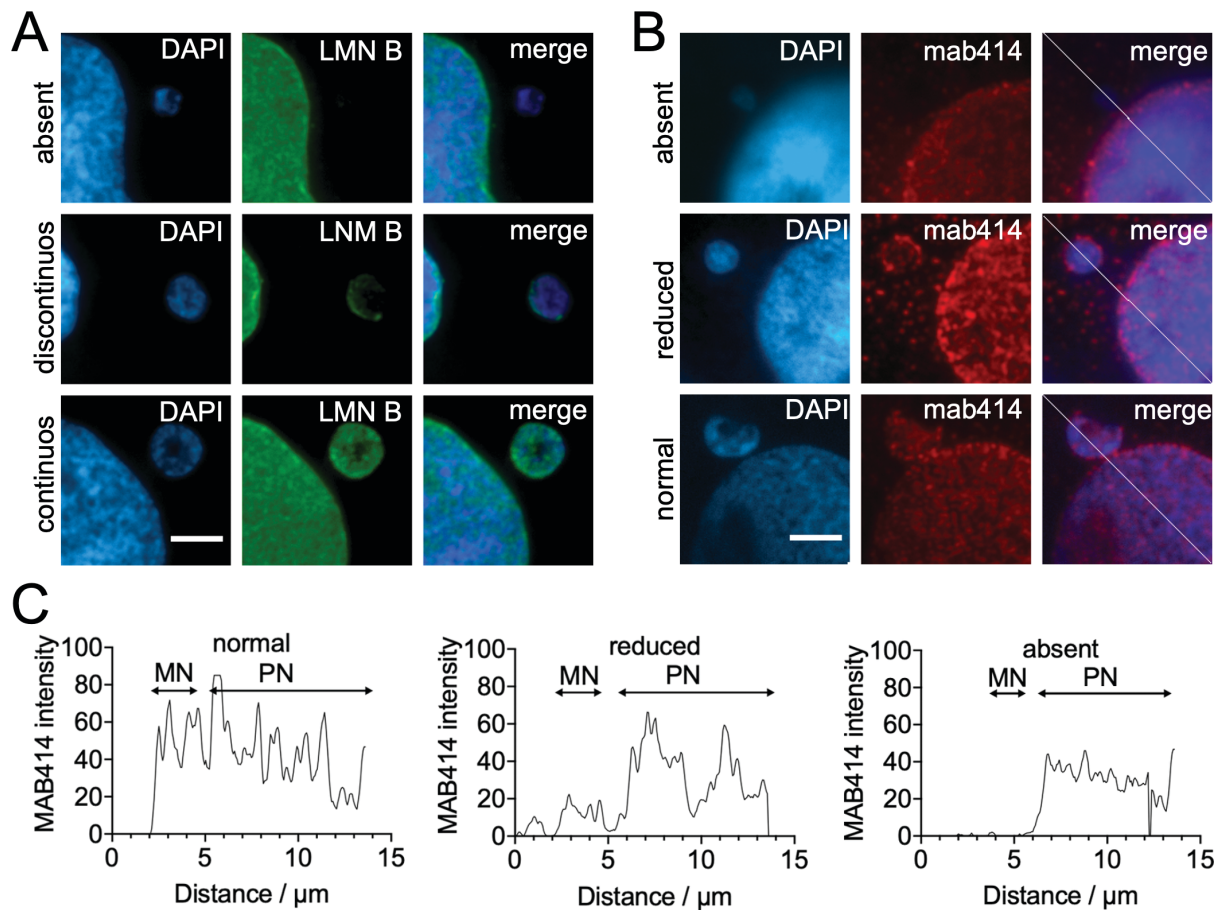 A
DAPI LMN B merge
absent
DAPI LNM B merge
discontinuos
DAPI LMN B merge
continuos
B
DAPI mab414 merge
absent
DAPI mab414 merge
reduced
DAPI mab414 merge
normal
C
normal
MN PN
MAB414 intensity
100
80
60
40
20
0
0 5 10 15
Distance / µm
reduced
MN PN
MAB414 intensity
100
80
60
40
20
0
0 5 10 15
Distance / µm
absent
MN PN
MAB414 intensity
100
80
60
40
20
0
0 5 10 15
Distance / µm